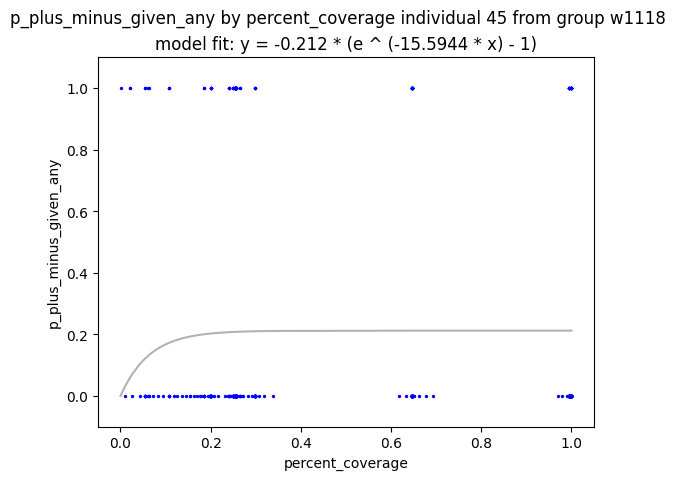 p_plus_minus_given_any by percent_coverage individual 45 from group w1118
model fit: y = -0.212 * (e ^ (-15.5944 * x) - 1)
1.0
0.8
0.6
0.4
0.2
0.0
p_plus_minus_given_any
0.0 0.2 0.4 0.6 0.8 1.0
percent_coverage